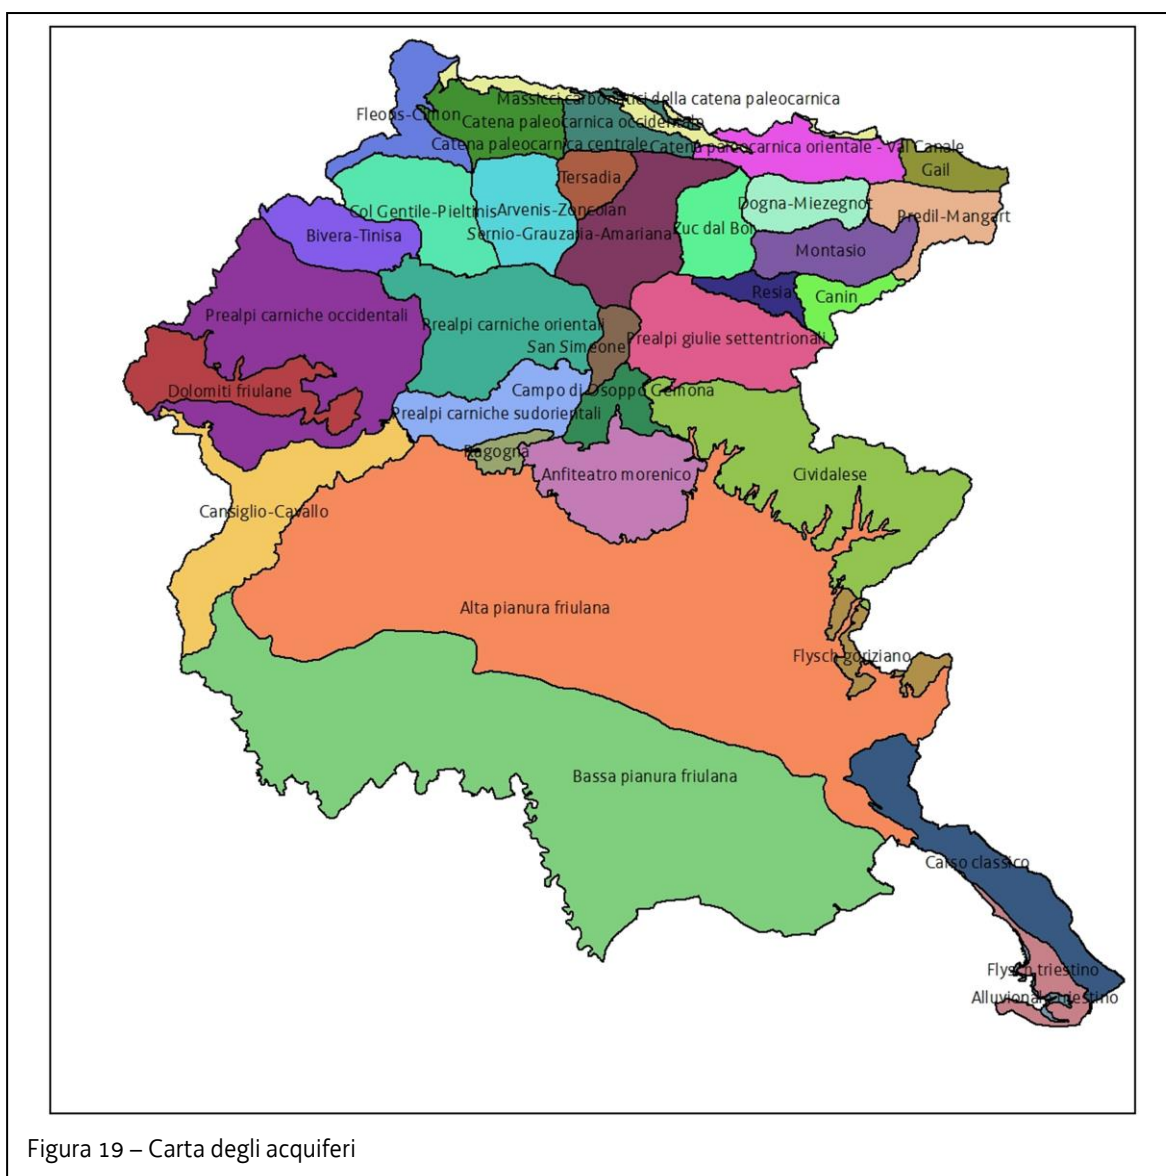 Massicci carbonatici della catena paleocarnica
Fleons-Cimon
Catena paleocarnica occidentale
Catena paleocarnica centrale
Catena paleocarnica orientale - Val Canale
Gail
Tersadia
Dogna-Miezegnot
Col Gentile-Pieltinis
Arvenis-Zoncolan
Predil-Mangart
Zuc dal Bor
Sernio-Grauzaria-Amariana
Bivera-Tinisa
Montasio
Resia
Canin
Prealpi carniche occidentali
Prealpi carniche orientali
Prealpi giulie settentrionali
San Simeone
Dolomiti friulane
Campo di Osoppo Gemona
Prealpi carniche sudorientali
Ragogna
Anfiteatro morenico
Cividalese
Cansiglio-Cavallo
Alta pianura friulana
Flysch goriziano
Bassa pianura friulana
Carso classico
Flysch triestino
Alluvionale triestino
Figura 19 – Carta degli acquiferi